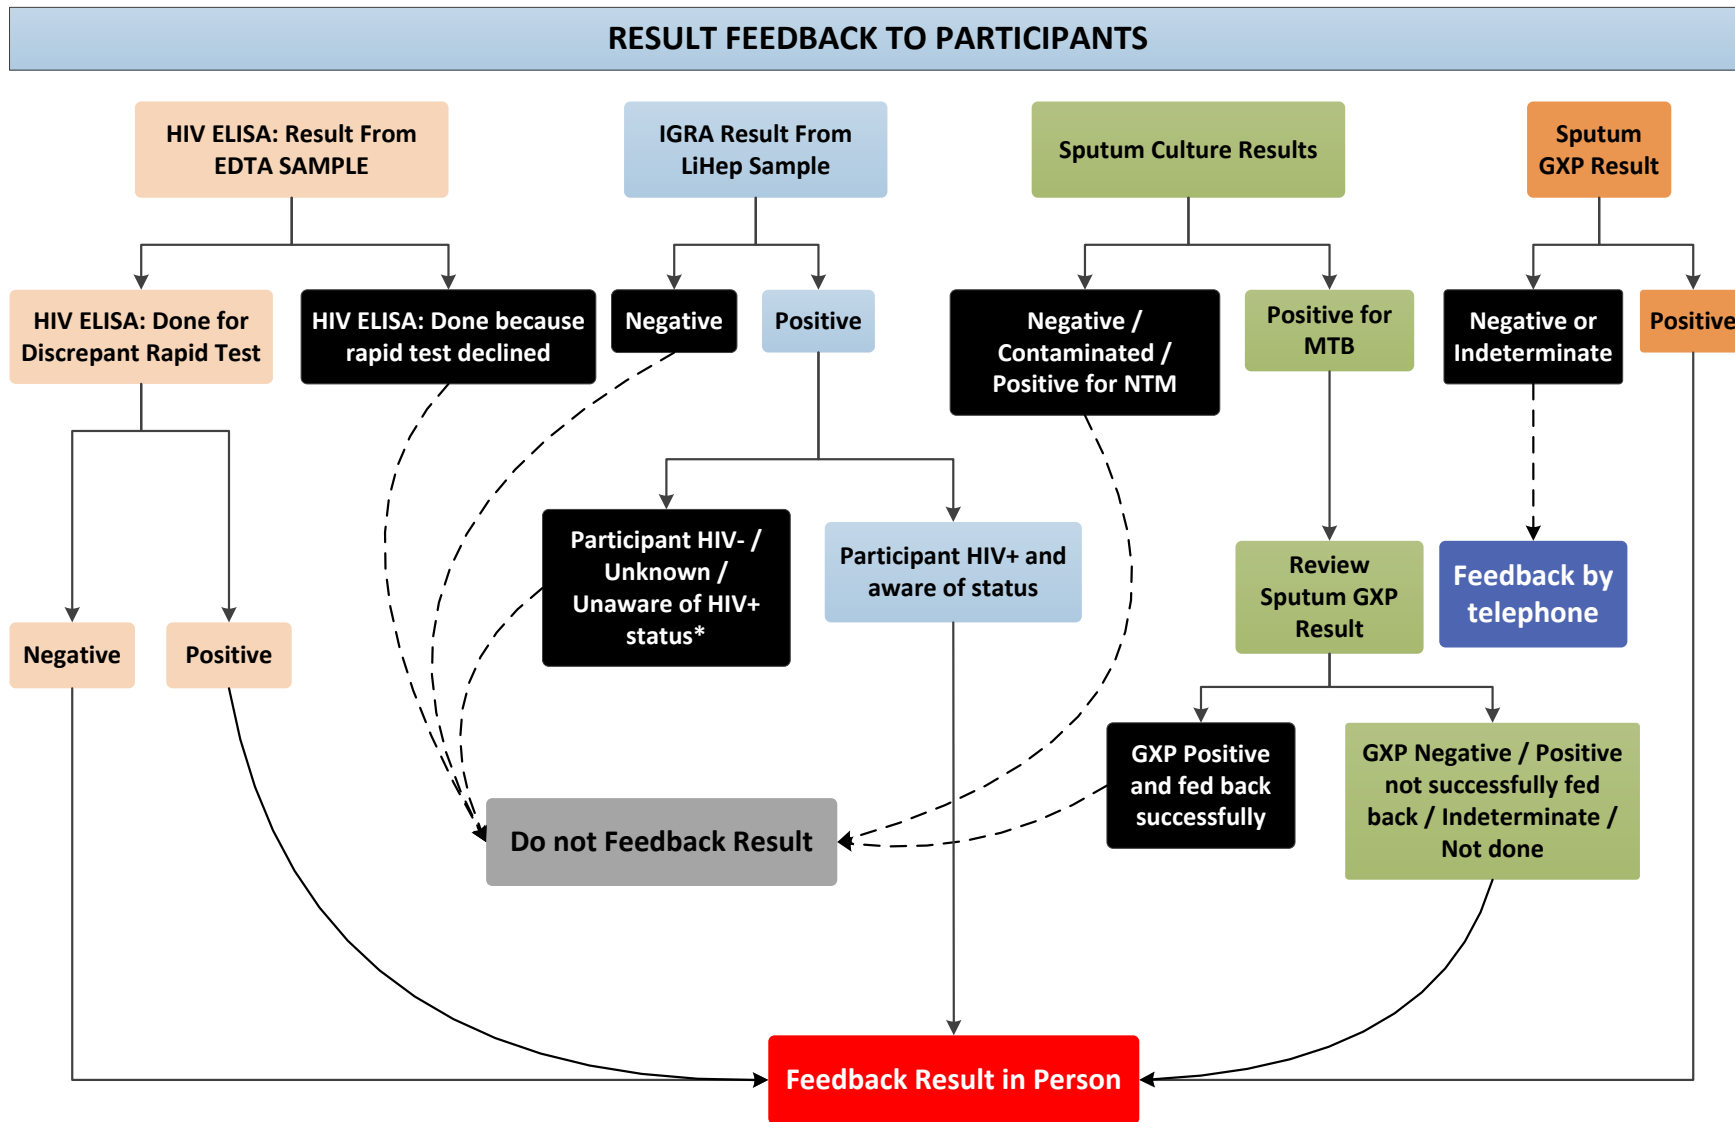 RESULT FEEDBACK TO PARTICIPANTS
HIV ELISA: Result From
EDTA SAMPLE
IGRA Result From
LiHep Sample
Sputum Culture Results
Sputum
GXP Result
HIV ELISA: Done for
Discrepant Rapid Test
HIV ELISA: Done because
rapid test declined
Negative
Positive
Negative /
Contaminated /
Positive for NTM
Positive for
MTB
Negative or
Indeterminate
Positive
Participant HIV- /
Unknown /
Unaware of HIV+
status*
Participant HIV+ and
aware of status
Review
Sputum GXP
Result
Feedback by
telephone
Negative
Positive
GXP Positive
and fed back
successfully
GXP Negative / Positive
not successfully fed
back / Indeterminate /
Not done
Do not Feedback Result
Feedback Result in Person